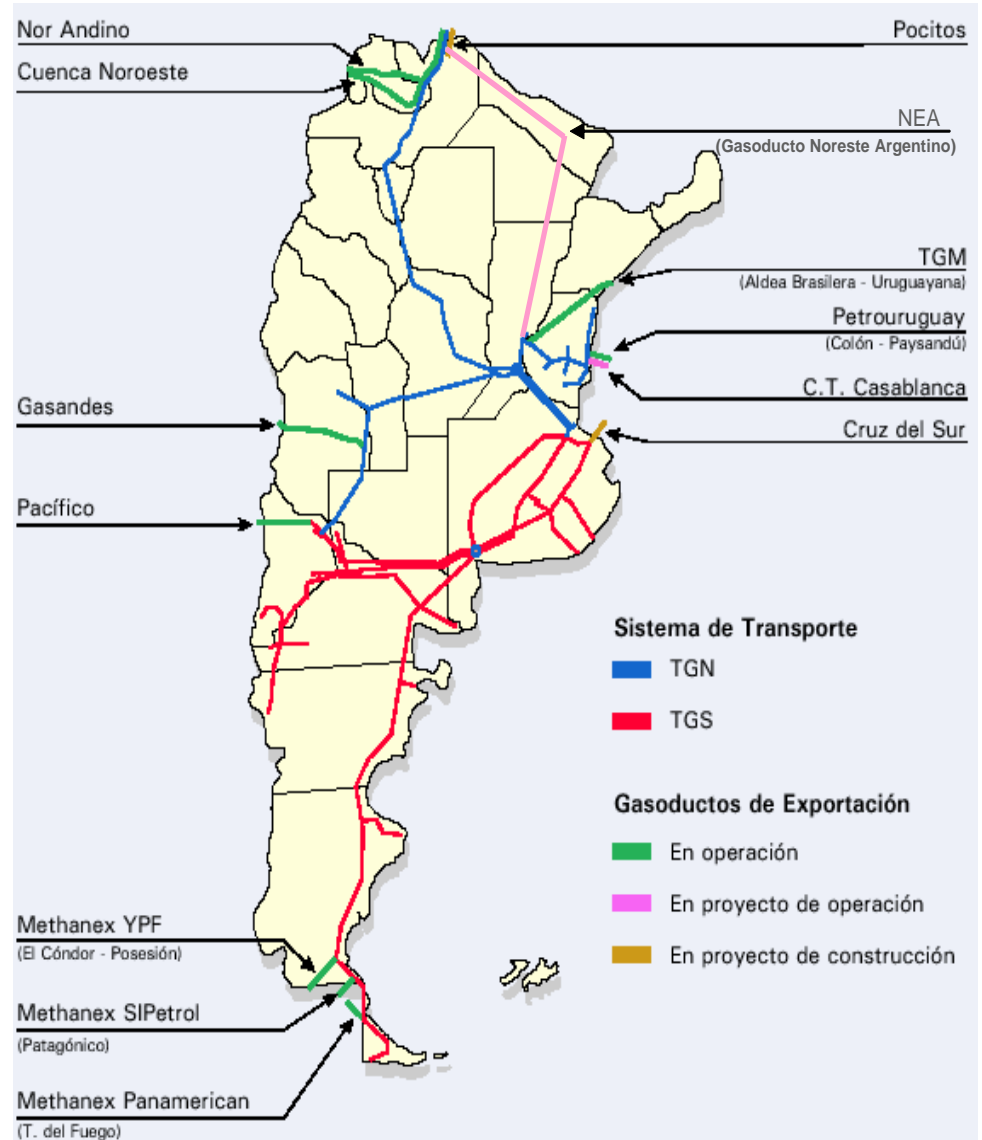 Nor Andino
Pocitos
Cuenca Noroeste
NEA
(Gasoducto Noreste Argentino)
TGM
(Aldea Brasilera - Uruguayana)
Petrouruguay
(Colón - Paysandú)
C.T. Casablanca
Gasandes
Cruz del Sur
Pacífico
Sistema de Transporte
TGN
TGS
Gasoductos de Exportación
En operación
En proyecto de operación
En proyecto de construcción
Methanex YPF
(El Cóndor - Posesión)
Methanex SIPetrol
(Patagónico)
Methanex Panamerican
(T. del Fuego)